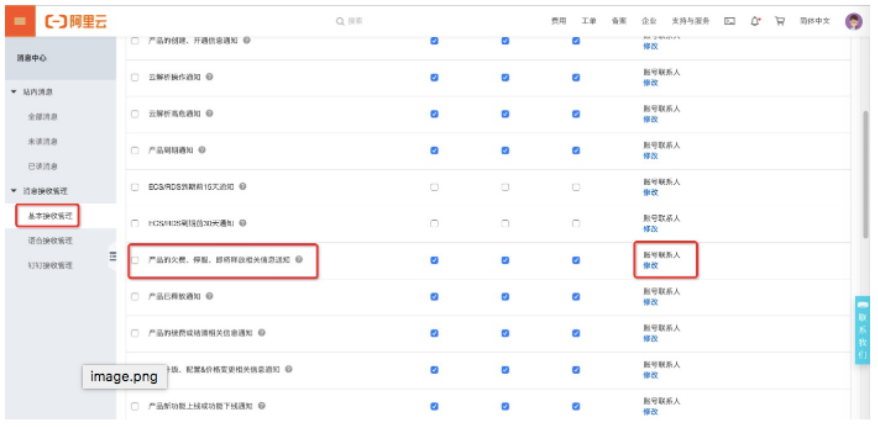 阿里云
搜索
费用 工单 备案 企业 支持与服务 简体中文
消息中心
站内消息
全部消息
未读消息
已读消息
消息接收管理
基本接收管理
语音接收管理
钉钉接收管理
产品的创建、开通信息通知
修改
云解析操作通知
账号联系人
修改
云解析高危通知
账号联系人
修改
产品到期通知
账号联系人
修改
ECS/RDS到期前15天通知
账号联系人
修改
ECS/RDS到期前30天通知
账号联系人
修改
产品的欠费、停服、即将释放相关信息通知
账号联系人
修改
产品已释放通知
账号联系人
修改
产品的续费成功等相关信息通知
账号联系人
修改
升级、配置&价格变更相关信息通知
账号联系人
修改
产品新功能上线或功能下线通知
账号联系人
修改
image.png
联系我们